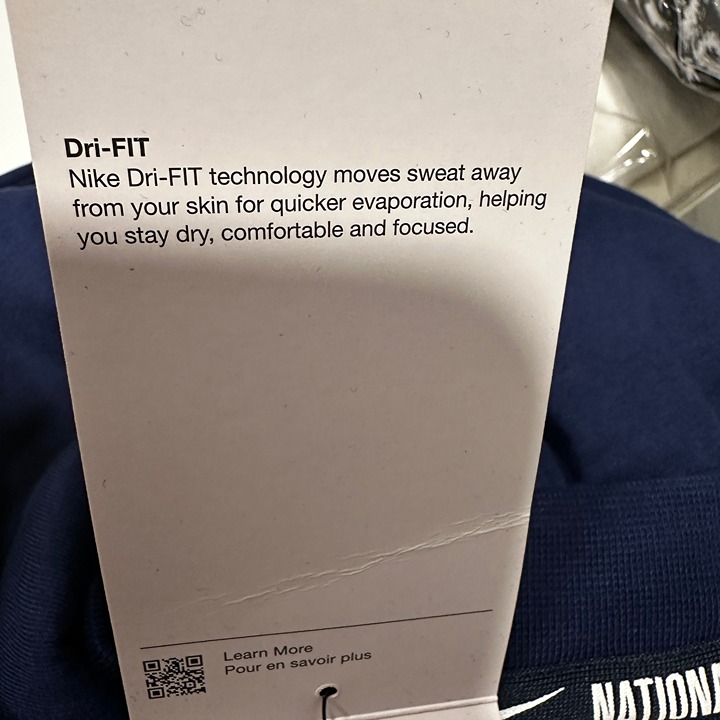 Dri-FIT
Nike Dri-FIT technology moves sweat away
from your skin for quicker evaporation, helping
you stay dry, comfortable and focused.
Learn More
Pour en savoir plus
NATIONA